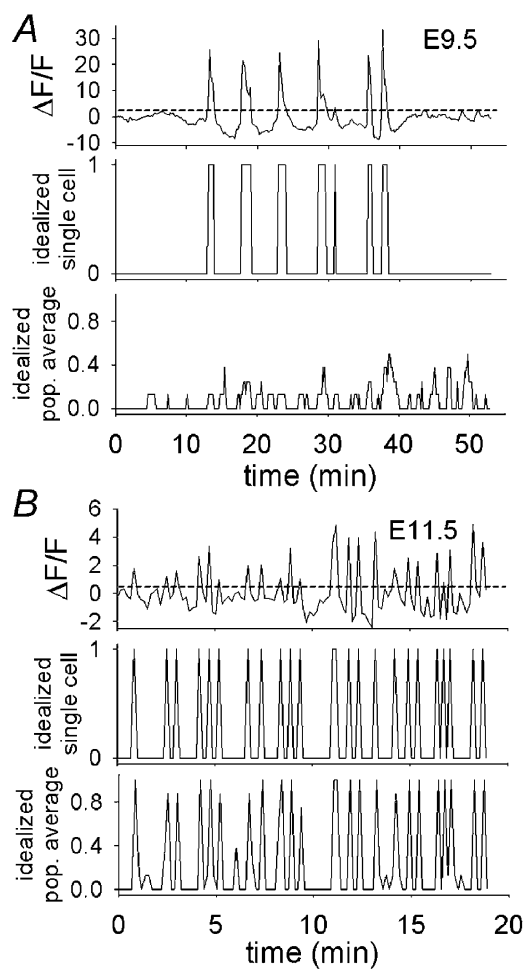 A
E9.5
ΔF/F
30
20
10
0
-10
idealized
single cell
1
0
idealized
pop. average
0.8
0.4
0.0
0 10 20 30 40 50
time (min)
B
E11.5
ΔF/F
6
4
2
0
-2
idealized
single cell
1
0
idealized
pop. average
0.8
0.4
0.0
0 5 10 15 20
time (min)